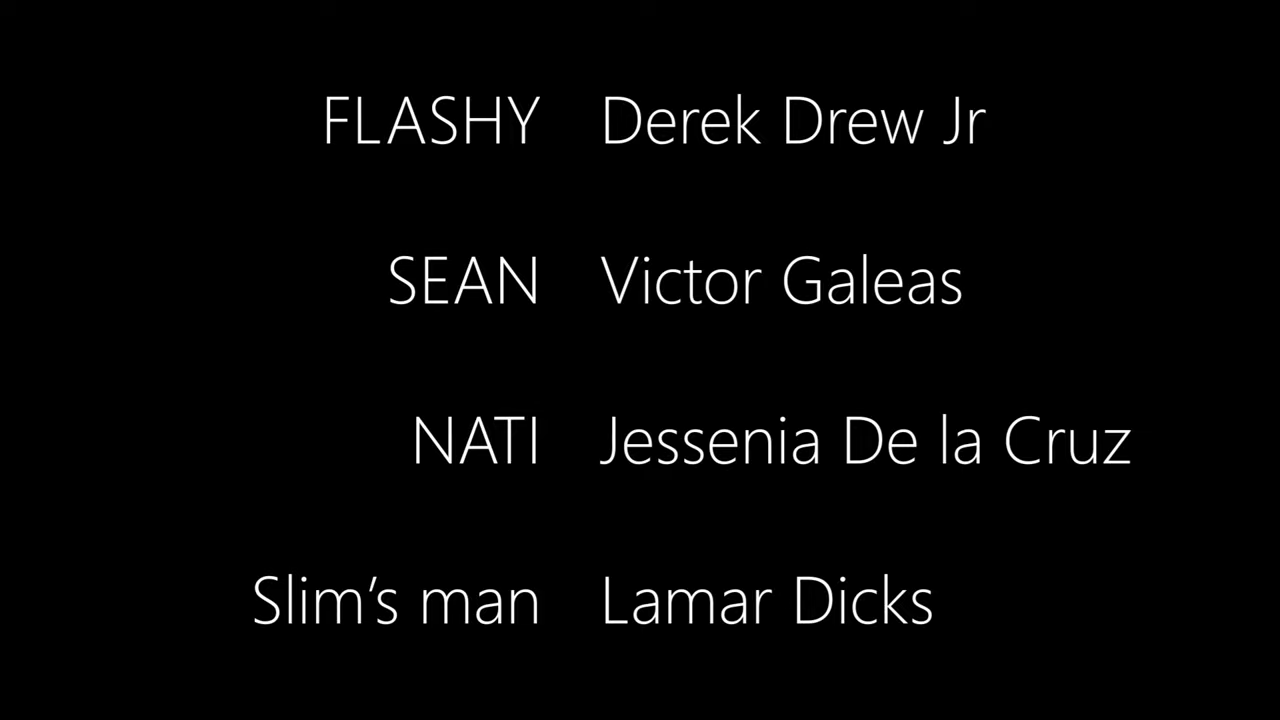 FLASHY Derek Drew Jr
SEAN Victor Galeas
NATI Jessenia De la Cruz
Slim’s man Lamar Dicks